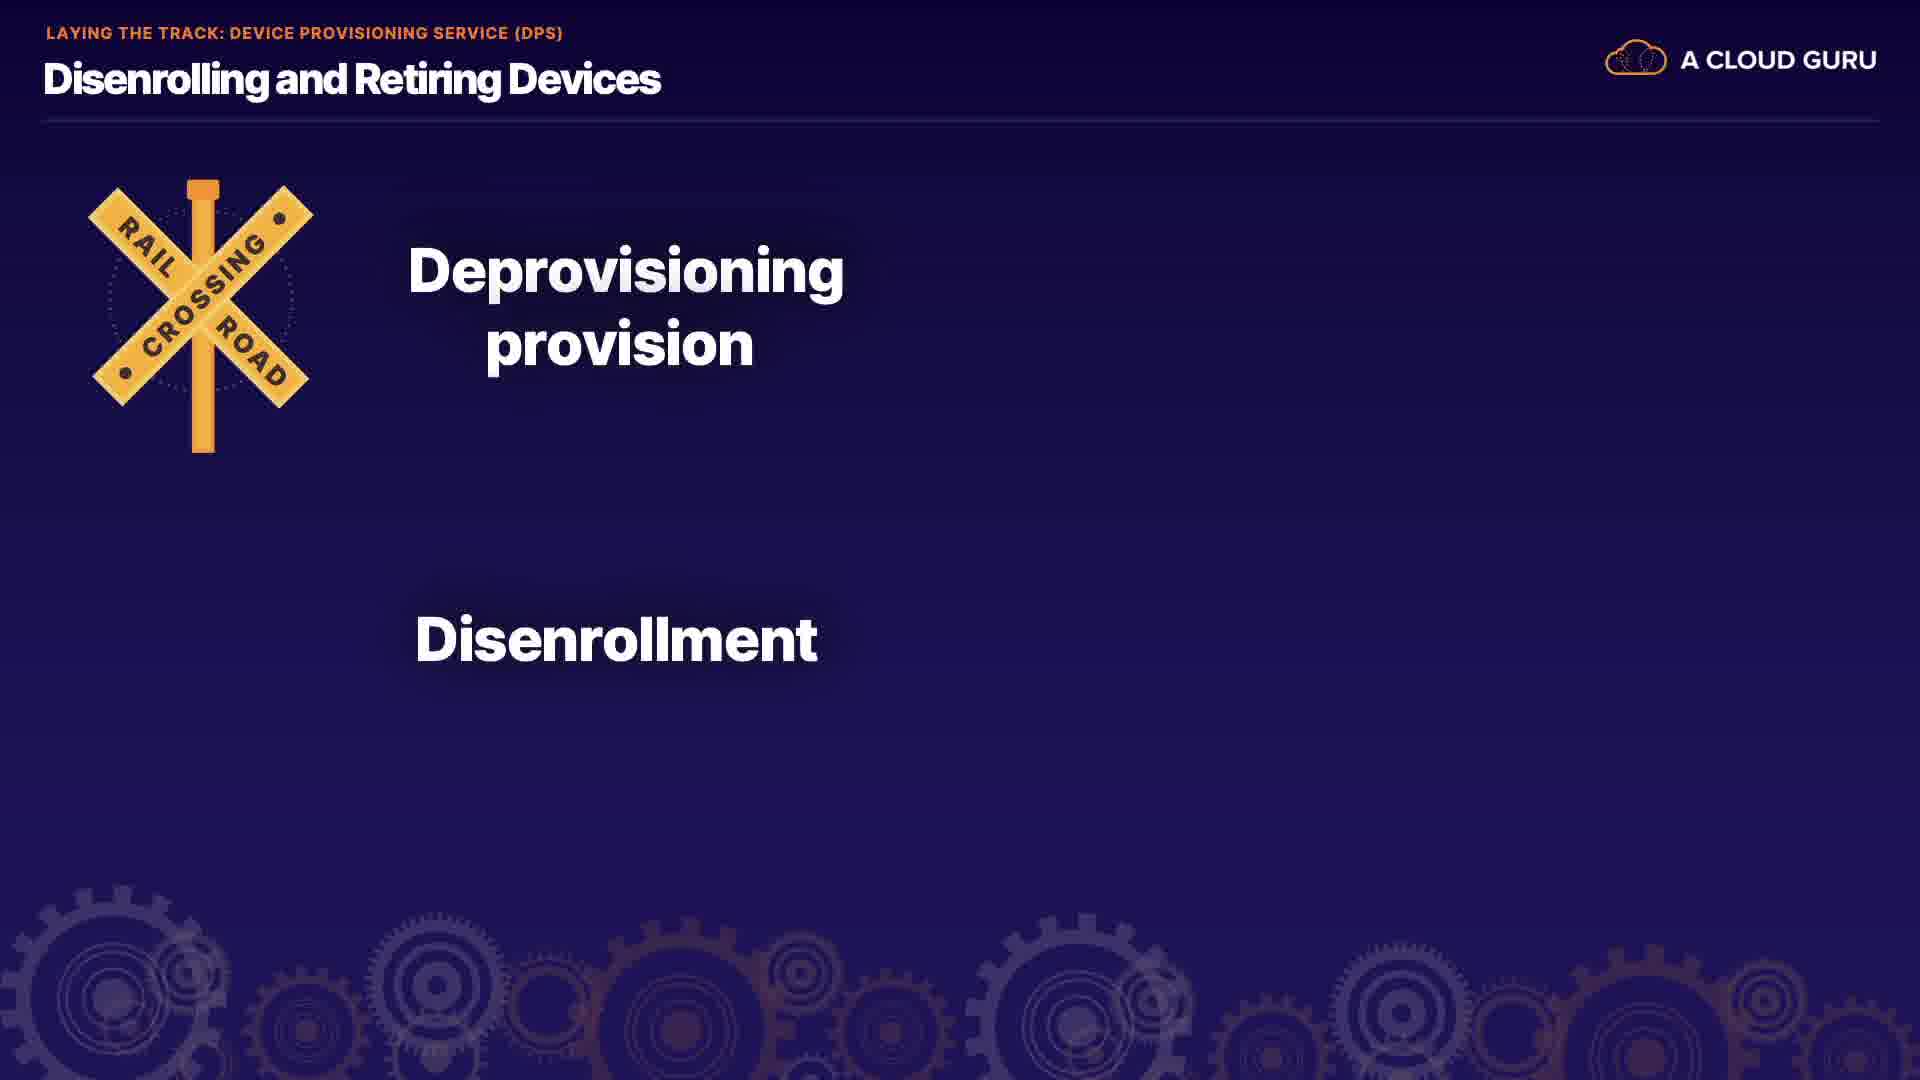 LAYING THE TRACK: DEVICE PROVISIONING SERVICE (DPS)
Disenrolling and Retiring Devices
A CLOUD GURU
RAIL
CROSSING
ROAD
Deprovisioning
provision
Disenrollment